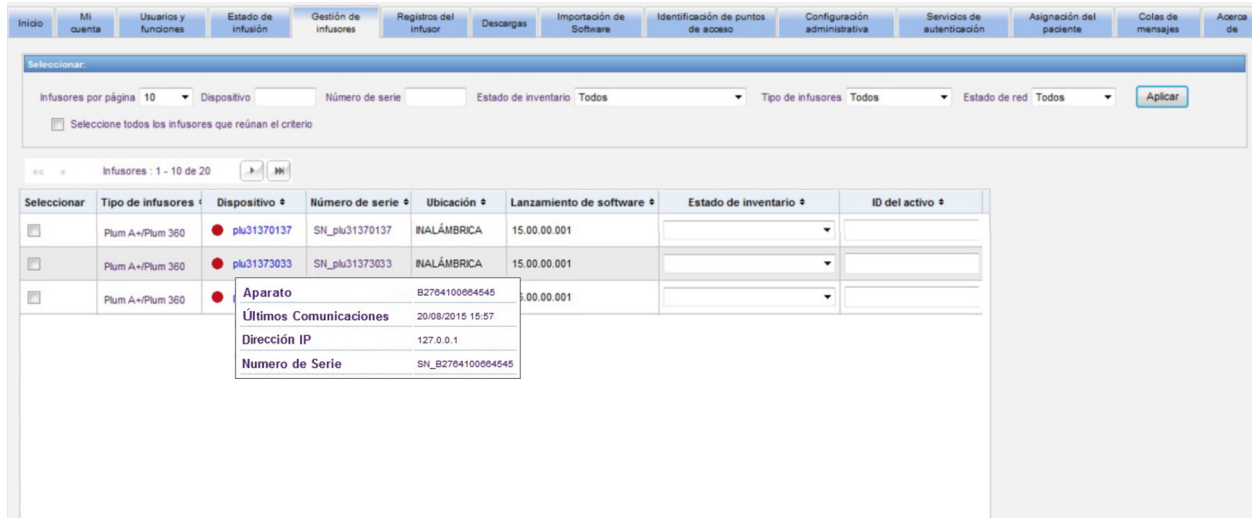 Inicio
Mi cuenta
Usuarios y funciones
Estado de infusión
Gestión de infusores
Registros del infusor
Descargas
Importación de Software
Identificación de puntos de acceso
Configuración administrativa
Servicios de autenticación
Asignación del paciente
Colas de mensajes
Acerca de
Seleccionar:
Infusores por página 10 Dispositivo Número de serie Estado de inventario Todos Tipo de infusores Todos Estado de red Todos Aplicar
Seleccione todos los infusores que reúnan el criterio
Infusores : 1 - 10 de 20
Seleccionar Tipo de infusores Dispositivo Número de serie Ubicación Lanzamiento de software Estado de inventario ID del activo
Plum A+/Plum 360 plu31370137 SN_plu31370137 INALÁMBRICA 15.00.00.001
Plum A+/Plum 360 plu31373033 SN_plu31373033 INALÁMBRICA 15.00.00.001
Plum A+/Plum 360 5.00.00.001
Aparato B2764100664545
Últimos Comunicaciones 20/08/2015 15:57
Dirección IP 127.0.0.1
Numero de Serie SN_B2764100664545